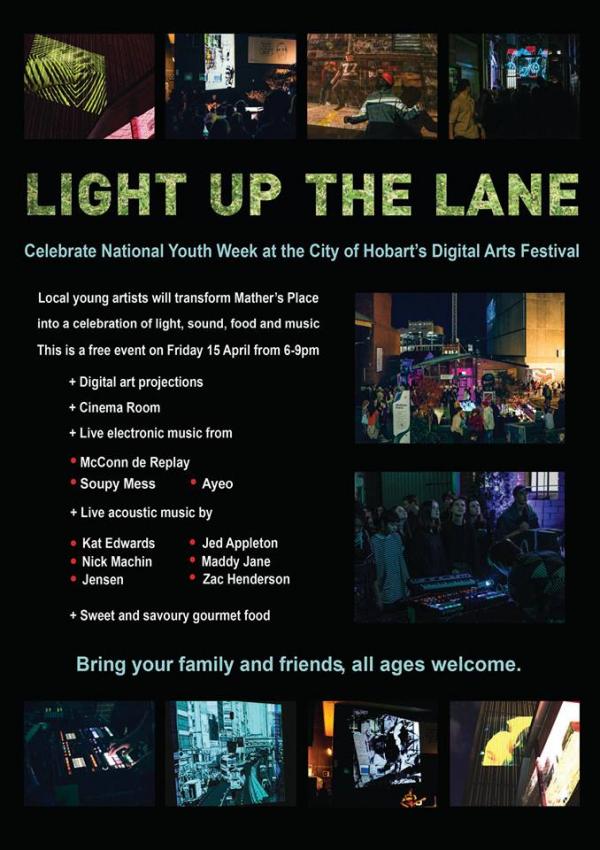 LIGHT UP THE LANE
Celebrate National Youth Week at the City of Hobart's Digital Arts Festival
Local young artists will transform Mather's Place
into a celebration of light, sound, food and music
This is a free event on Friday 15 April from 6-9pm
+ Digital art projections
+ Cinema Room
+ Live electronic music from
• McConn de Replay
• Soupy Mess • Ayeo
+ Live acoustic music by
• Kat Edwards • Jed Appleton
• Nick Machin • Maddy Jane
• Jensen • Zac Henderson
+ Sweet and savoury gourmet food
Bring your family and friends, all ages welcome.